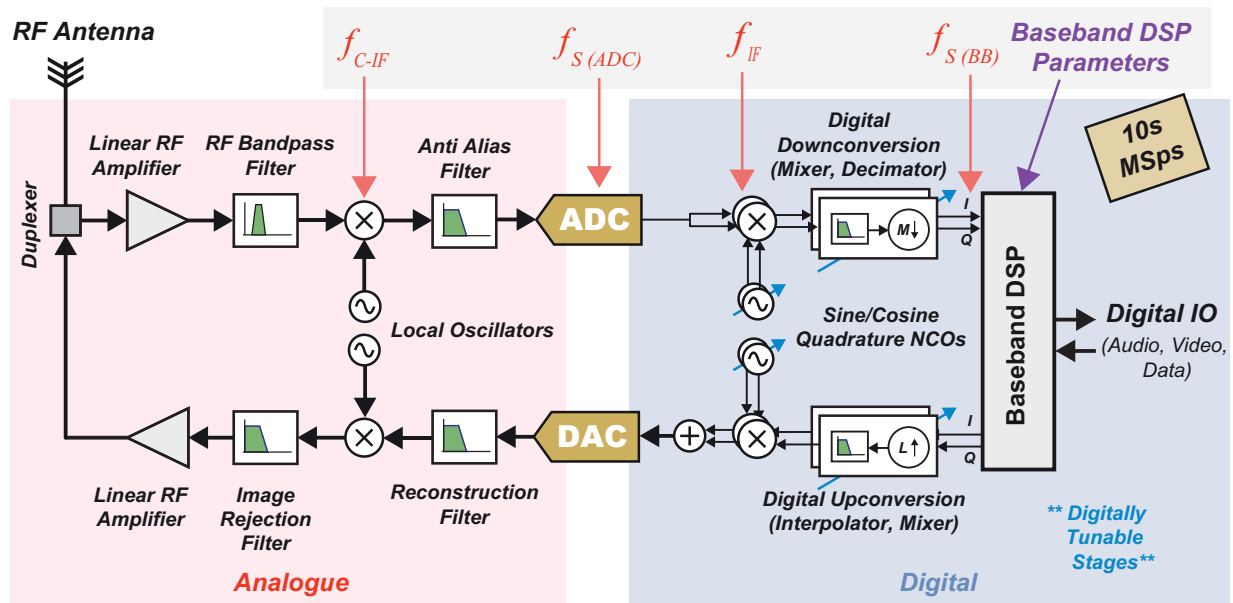 RF Antenna
f C-IF
f S (ADC)
f IF
f S (BB)
Baseband DSP
Parameters
10s
MSps
Linear RF
Amplifier
RF Bandpass
Filter
Anti Alias
Filter
Digital
Downconversion
(Mixer, Decimator)
Duplexer
ADC
M↓
I
Q
Local Oscillators
Sine/Cosine
Quadrature NCOs
Baseband DSP
Digital IO
(Audio, Video,
Data)
DAC
L↑
I
Q
Linear RF
Amplifier
Image
Rejection
Filter
Reconstruction
Filter
Digital Upconversion
(Interpolator, Mixer)
** Digitally
Tunable
Stages**
Analogue
Digital